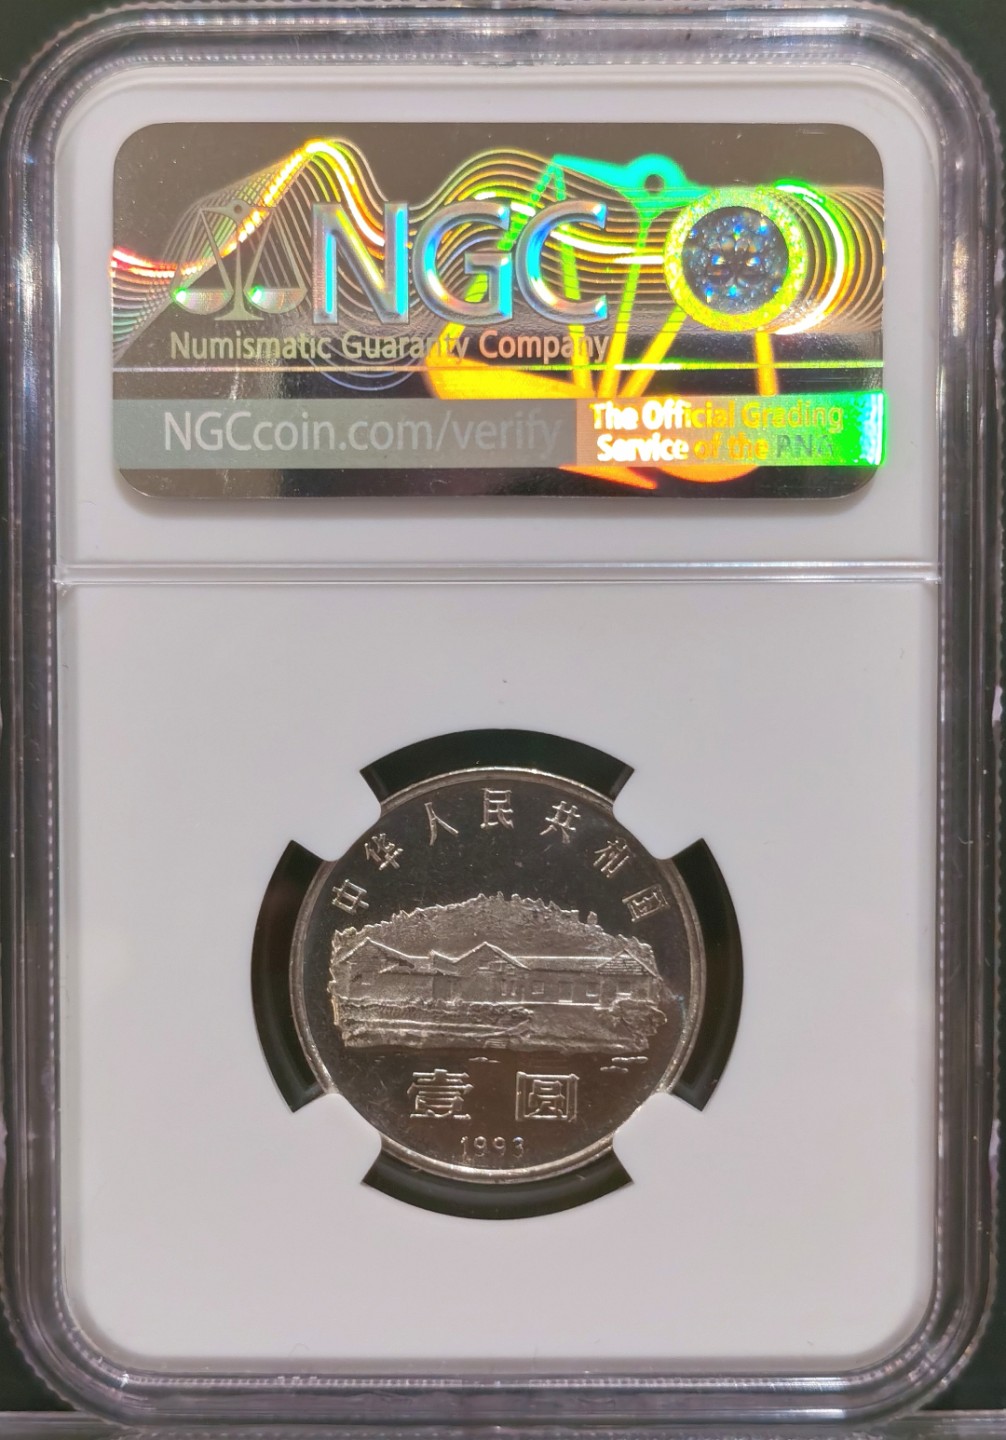 NGC
Numismatic Guaranty Company
NGCcoin.com/verify
The Official Grading
Service of the PNG
中华人民共和国
壹圆
1993